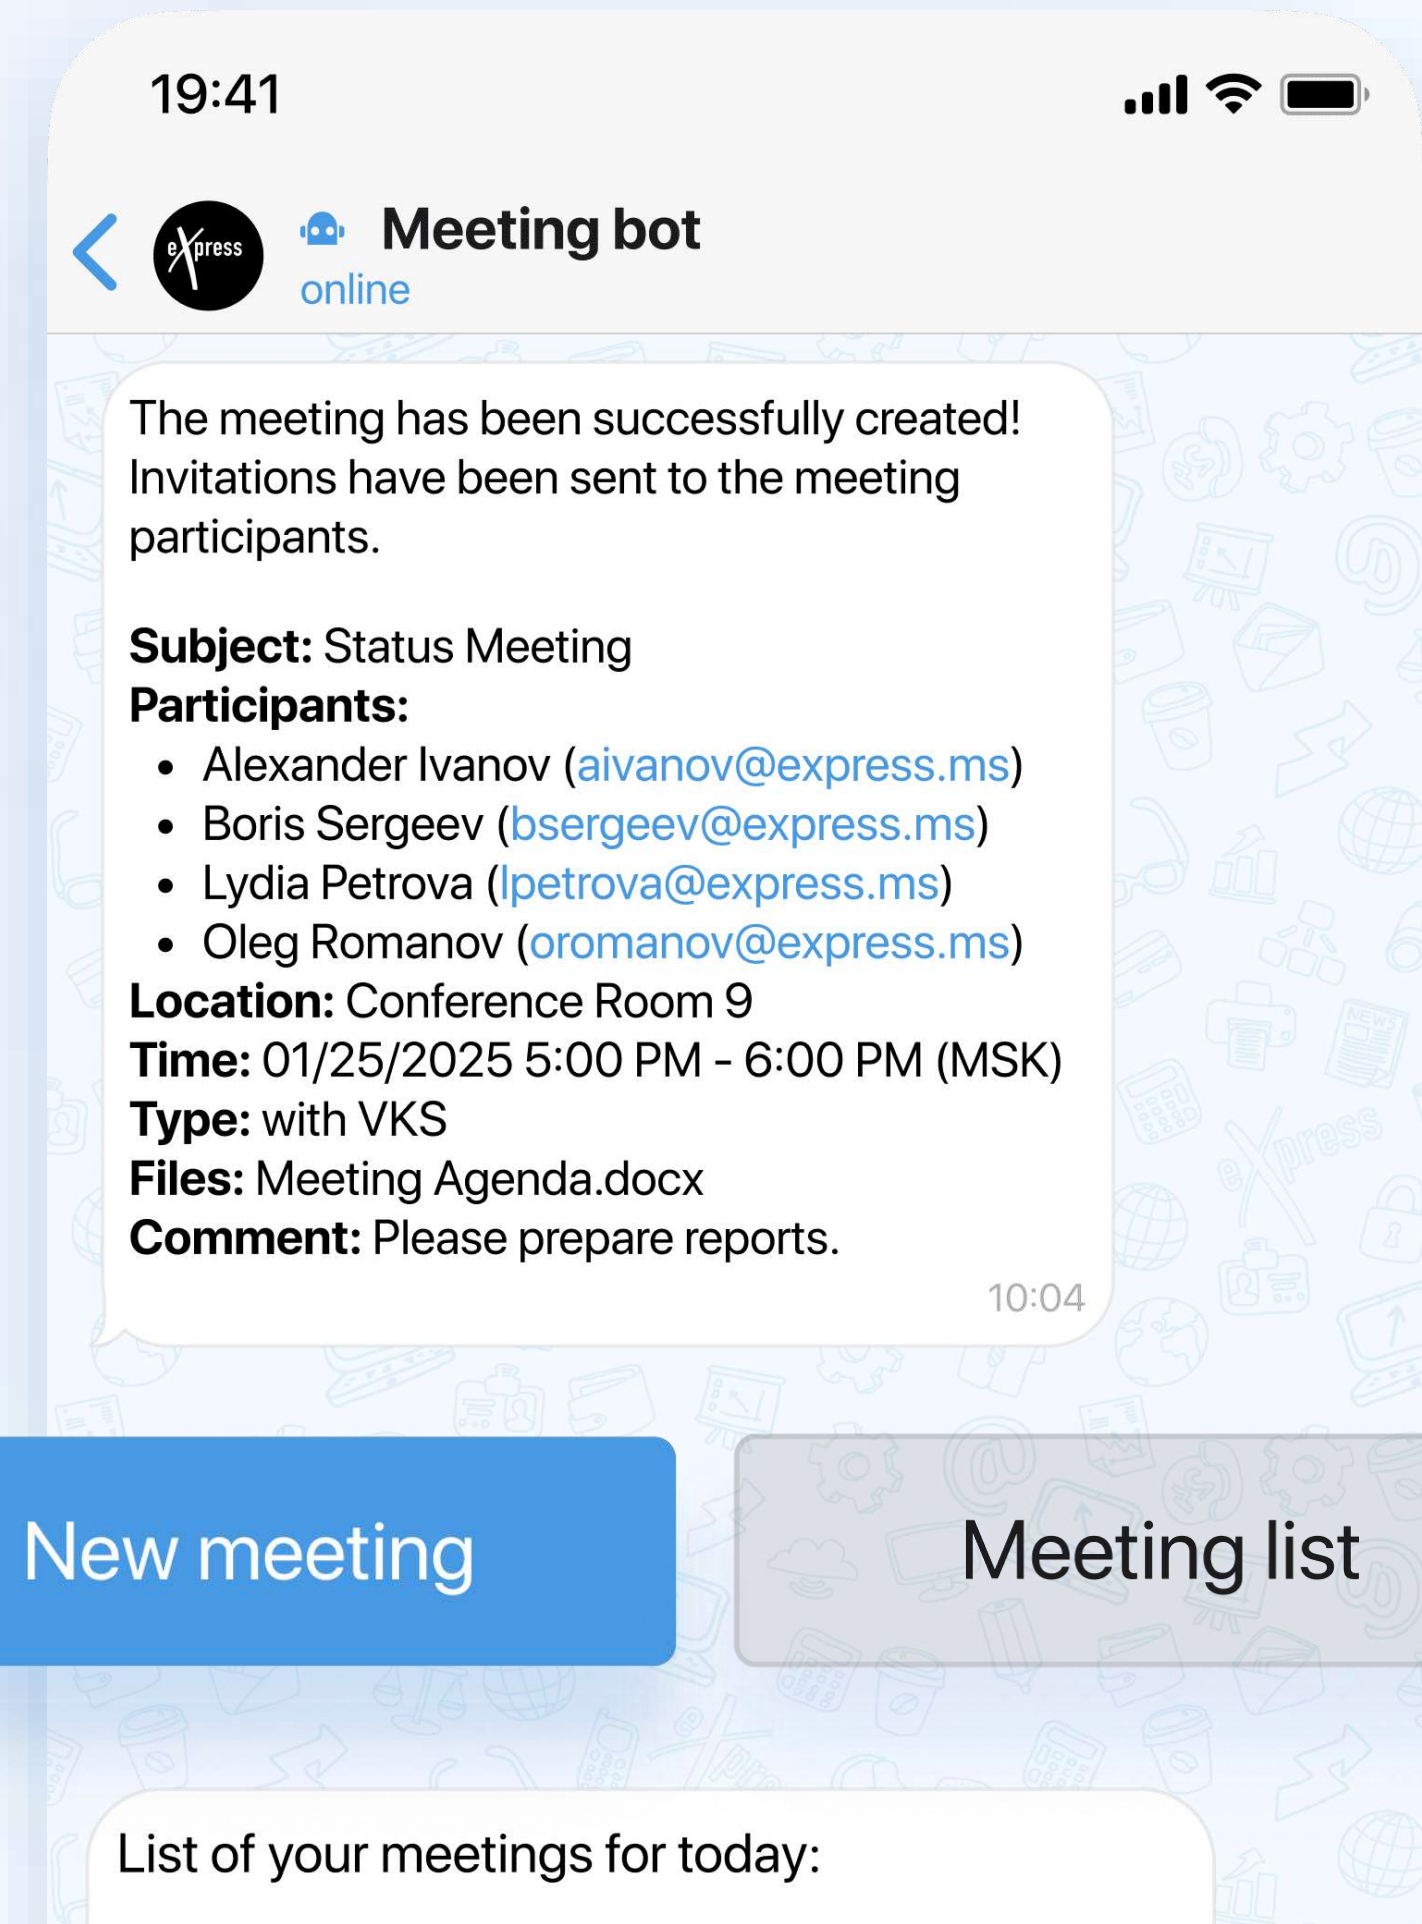 19:41
eXpress
Meeting bot
online
The meeting has been successfully created!
Invitations have been sent to the meeting
participants.
Subject: Status Meeting
Participants:
• Alexander Ivanov (aivanov@express.ms)
• Boris Sergeev (bsergeev@express.ms)
• Lydia Petrova (lpetrova@express.ms)
• Oleg Romanov (oromanov@express.ms)
Location: Conference Room 9
Time: 01/25/2025 5:00 PM - 6:00 PM (MSK)
Type: with VKS
Files: Meeting Agenda.docx
Comment: Please prepare reports.
10:04
NEWS
eXpress
New meeting
Meeting list
List of your meetings for today: